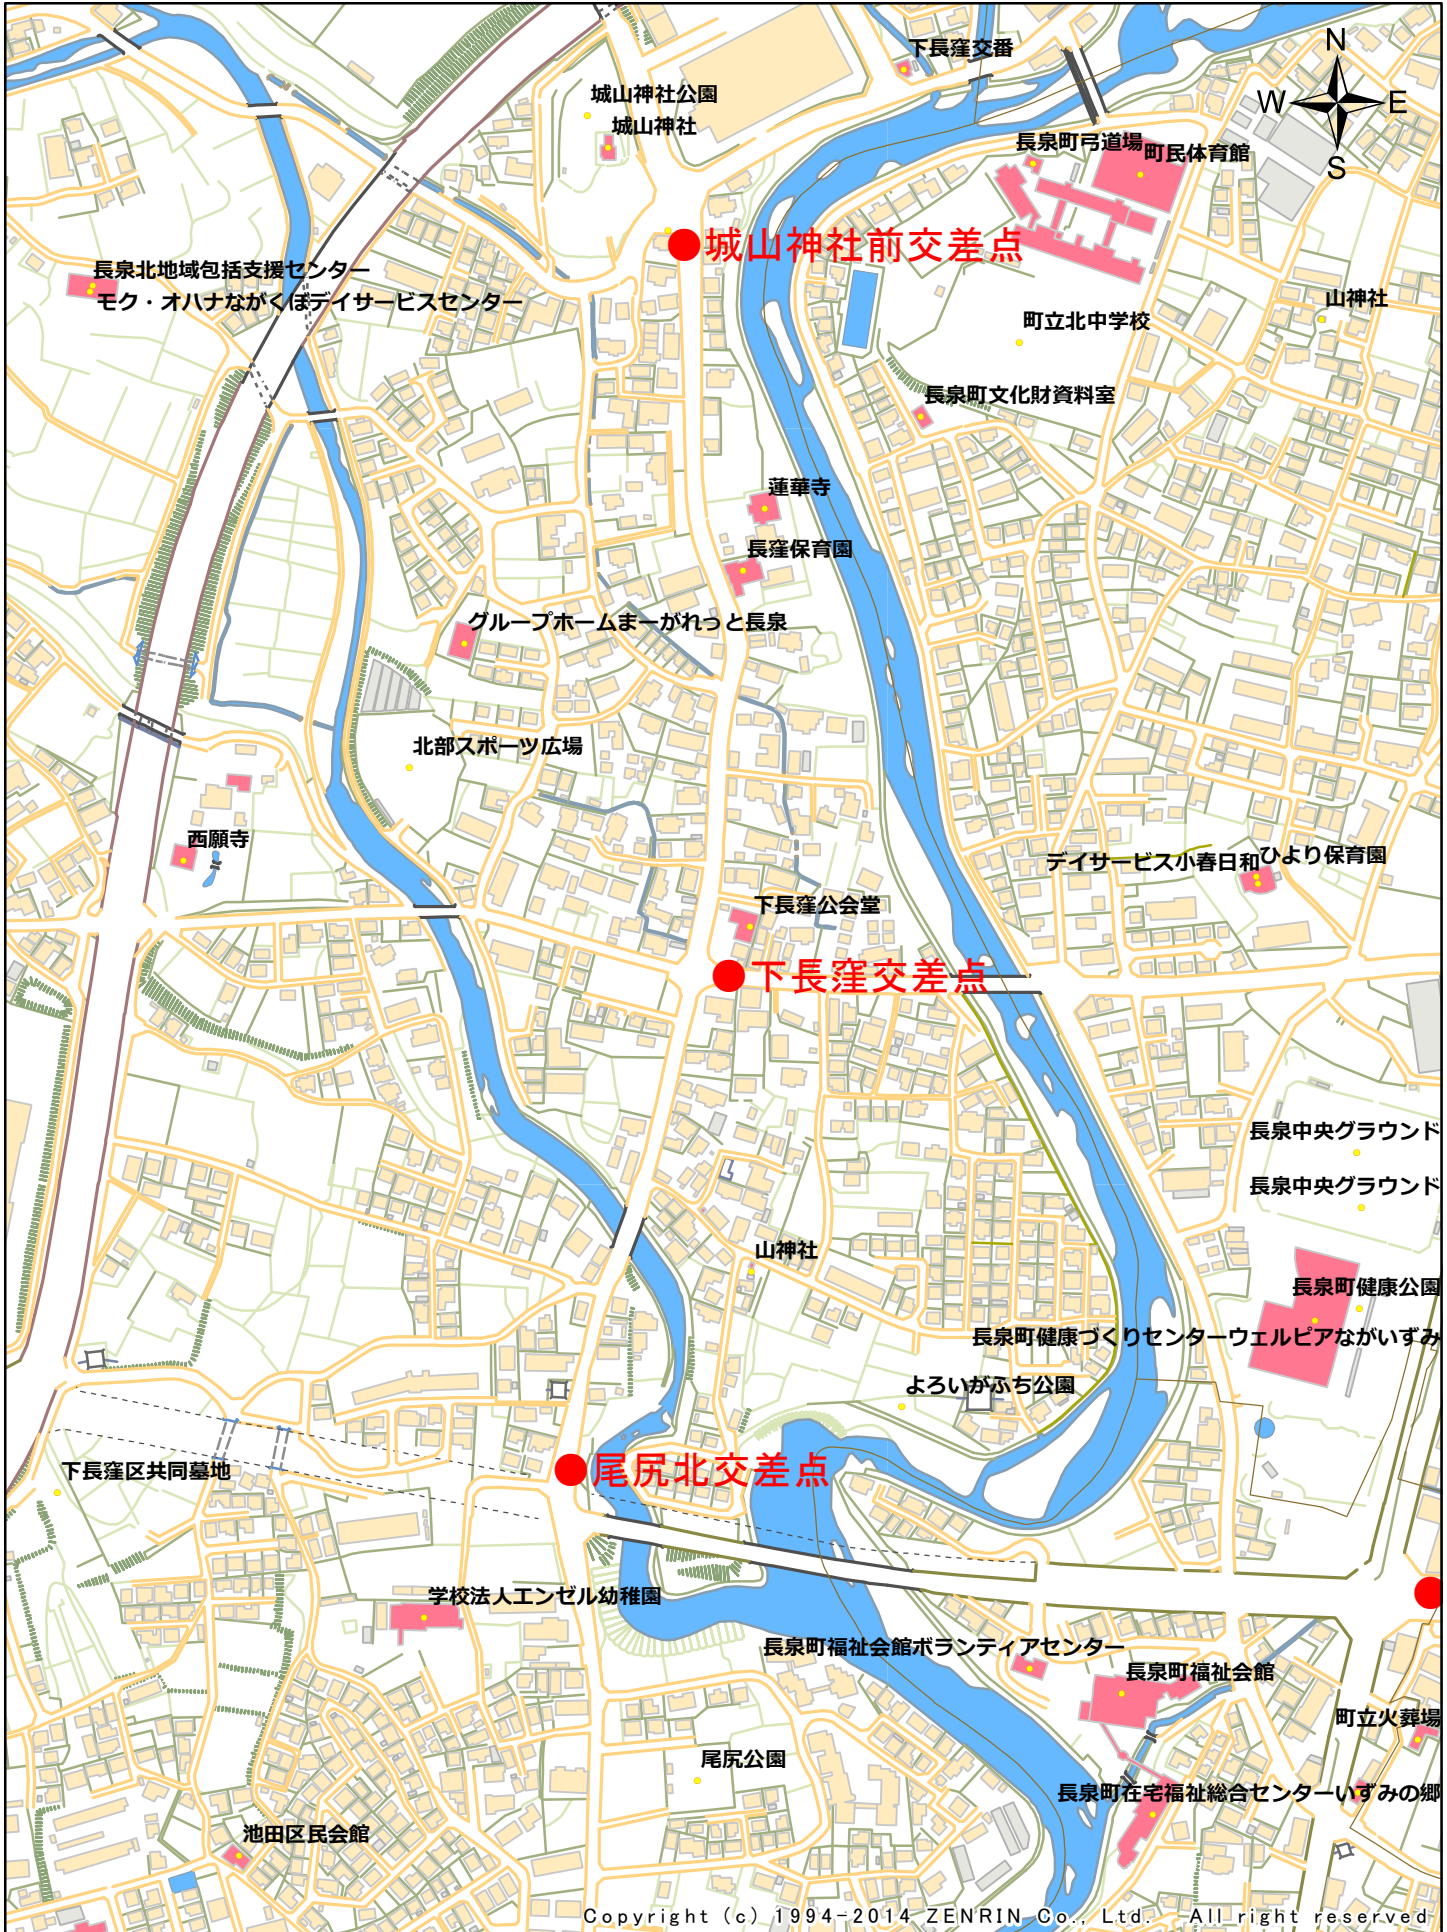 下長窪交番
N
城山神社公園
W
E
城山神社
長泉町弓道場
町民体育館
S
城山神社前交差点
長泉北地域包括支援センター
モク・オハナながくぼデイサービスセンター
山神社
町立北中学校
長泉町文化財資料室
蓮華寺
長窪保育園
グループホームまーがれっと長泉
北部スポーツ広場
西願寺
デイサービス小春日和
ひより保育園
下長窪公会堂
下長窪交差点
長泉中央グラウンド
長泉中央グラウンド
山神社
長泉町健康公園
長泉町健康づくりセンターウェルピアながいずみ
よろいがふち公園
下長窪区共同墓地
尾尻北交差点
学校法人エンゼル幼稚園
長泉町福祉会館ボランティアセンター
長泉町福祉会館
町立火葬場
尾尻公園
長泉町在宅福祉総合センターいずみの郷
池田区民会館
Copyright (c) 1994-2014 ZENRIN Co., Ltd. All right reserved